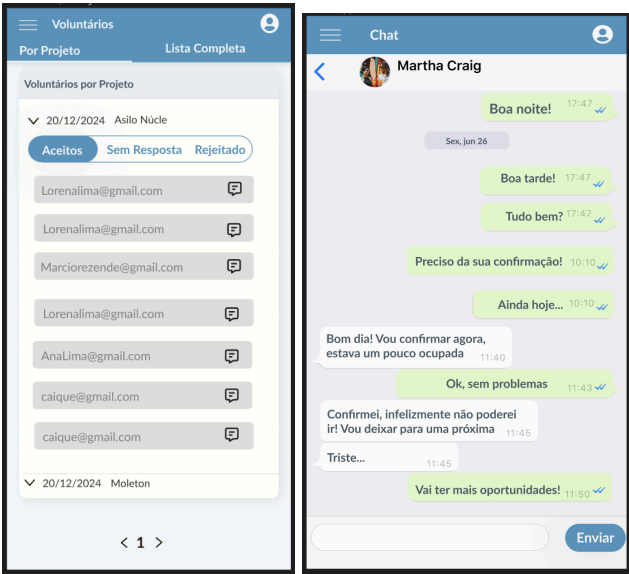 Voluntários
Por Projeto
Lista Completa
Voluntários por Projeto
20/12/2024 Asilo Núcle
Aceitos
Sem Resposta
Rejeitado
Lorenalima@gmail.com
Lorenalima@gmail.com
Marciorezende@gmail.com
Lorenalima@gmail.com
AnaLima@gmail.com
caique@gmail.com
caique@gmail.com
20/12/2024 Moleton
< 1 >
Chat
Martha Craig
Boa noite! 17:47
Sex, jun 26
Boa tarde! 17:47
Tudo bem? 17:47
Preciso da sua confirmação! 10:10
Ainda hoje... 10:10
Bom dia! Vou confirmar agora,
estava um pouco ocupada 11:40
Ok, sem problemas 11:43
Confirmei, infelizmente não poderei
ir! Vou deixar para uma próxima 11:45
Triste... 11:45
Vai ter mais oportunidades! 11:50
Enviar